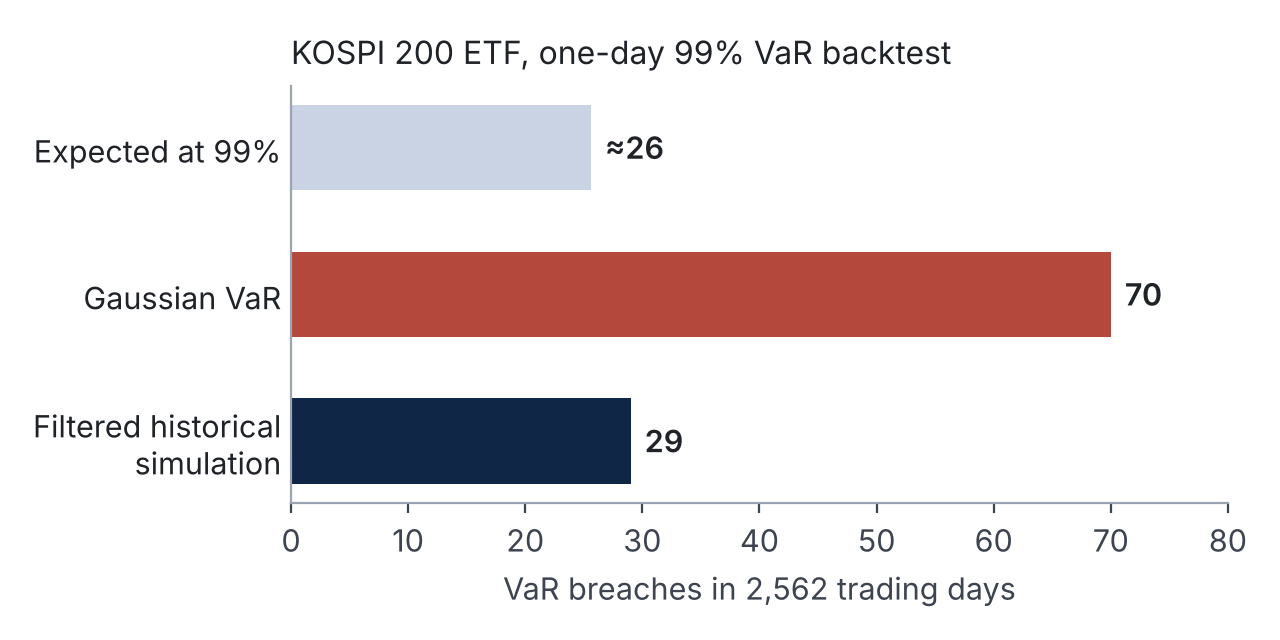 KOSPI 200 ETF, one-day 99% VaR backtest
Expected at 99%
≈26
Gaussian VaR
70
Filtered historical
simulation
29
0 10 20 30 40 50 60 70 80
VaR breaches in 2,562 trading days